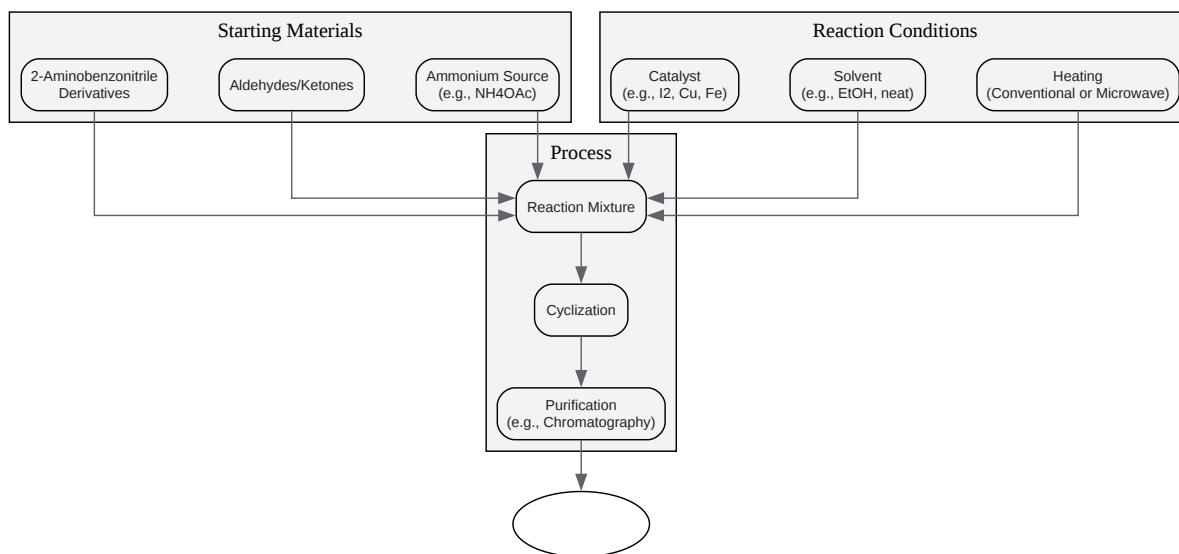 Starting Materials
2-Aminobenzonitrile
Derivatives
Aldehydes/Ketones
Ammonium Source
(e.g., NH4OAc)
Reaction Conditions
Catalyst
(e.g., I2, Cu, Fe)
Solvent
(e.g., EtOH, neat)
Heating
(Conventional or Microwave)
Process
Reaction Mixture
Cyclization
Purification
(e.g., Chromatography)